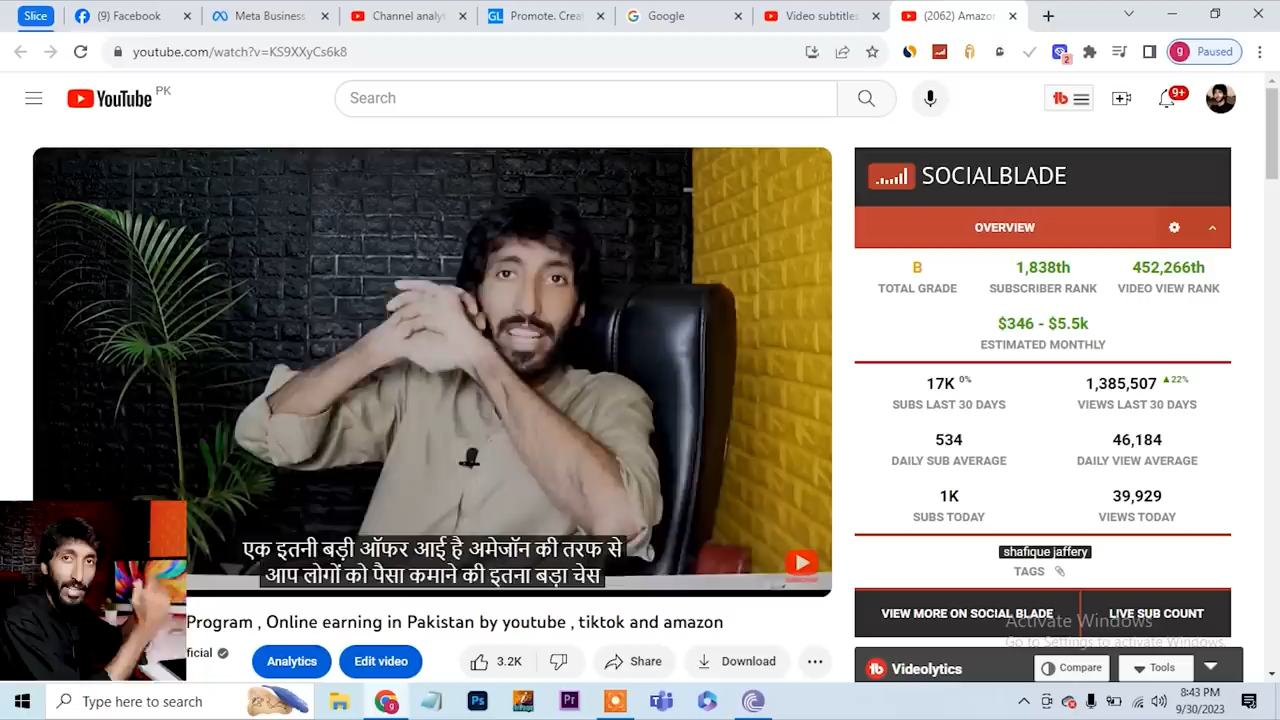 Slice
(9) Facebook
Meta Business
Channel analyt
Promote. Crea
Google
Video subtitles
(2062) Amazo
youtube.com/watch?v=KS9XXyCs6k8
2
g
Paused
YouTube PK
Search
9+
SOCIALBLADE
OVERVIEW
B
1,838th
452,266th
TOTAL GRADE
SUBSCRIBER RANK
VIDEO VIEW RANK
$346 - $5.5k
ESTIMATED MONTHLY
17K 0%
1,385,507 ▲22%
SUBS LAST 30 DAYS
VIEWS LAST 30 DAYS
534
46,184
DAILY SUB AVERAGE
DAILY VIEW AVERAGE
1K
39,929
SUBS TODAY
VIEWS TODAY
shafique jaffery
TAGS
VIEW MORE ON SOCIAL BLADE
LIVE SUB COUNT
एक इतनी बड़ी ऑफर आई है अमेजॉन की तरफ से
आप लोगों को पैसा कमाने की इतना बड़ा चेस
Program , Online earning in Pakistan by youtube , tiktok and amazon
Activate Windows
Go to Settings to activate Windows.
ficial
Analytics
Edit video
3.2K
Share
Download
Videolytics
Compare
Tools
Type here to search
8:43 PM
9/30/2023